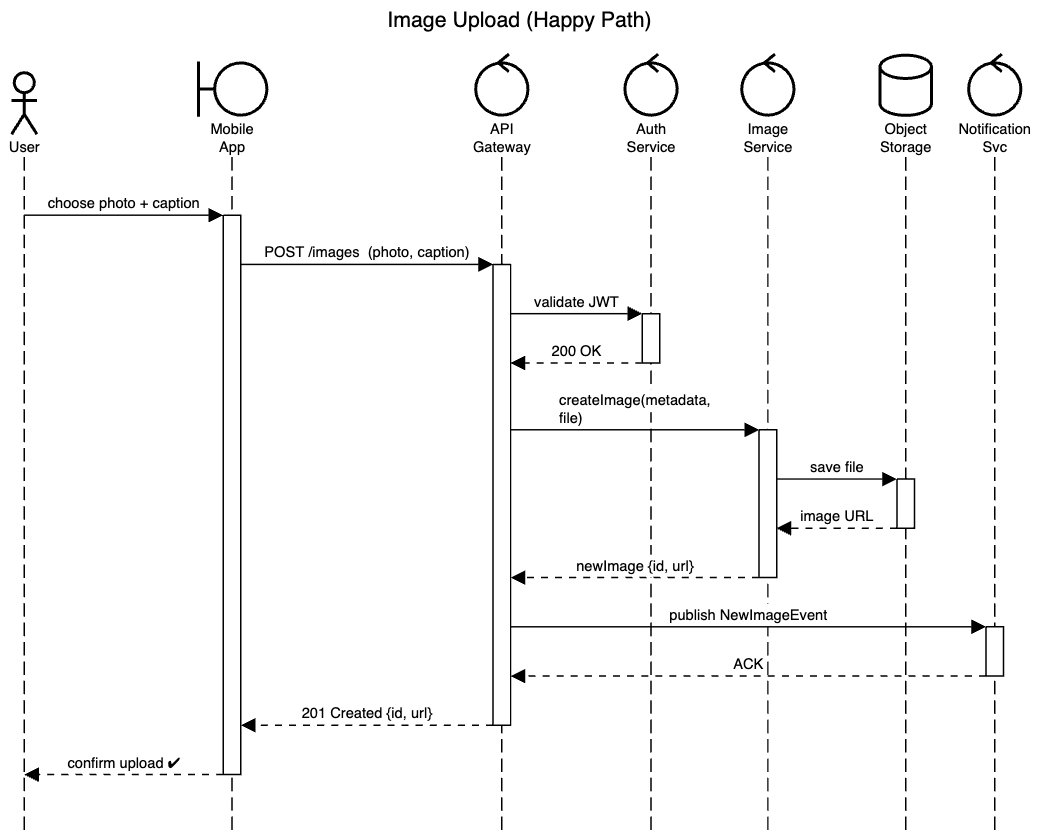 Image Upload (Happy Path)
User
Mobile
App
API
Gateway
Auth
Service
Image
Service
Object
Storage
Notification
Svc
choose photo + caption
POST /images  (photo, caption)
validate JWT
200 OK
createImage(metadata,
file)
save file
image URL
newImage {id, url}
publish NewImageEvent
ACK
201 Created {id, url}
confirm upload ✔